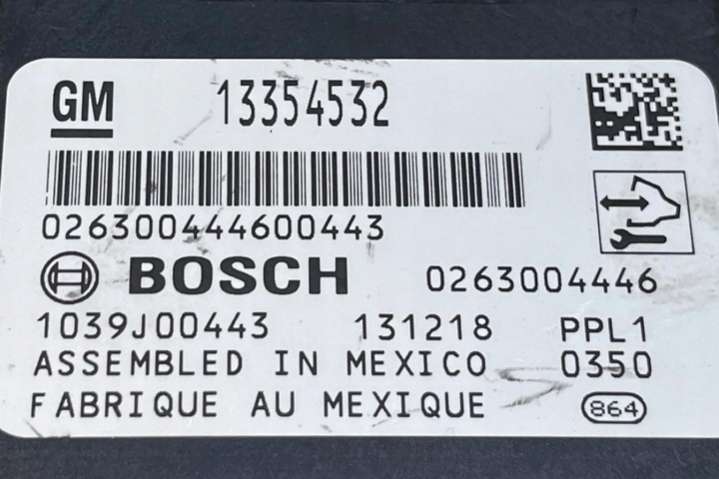 GM 13354532
026300444600443
BOSCH 0263004446
1039J00443 131218 PPL1
ASSEMBLED IN MEXICO 0350
FABRIQUE AU MEXIQUE 864